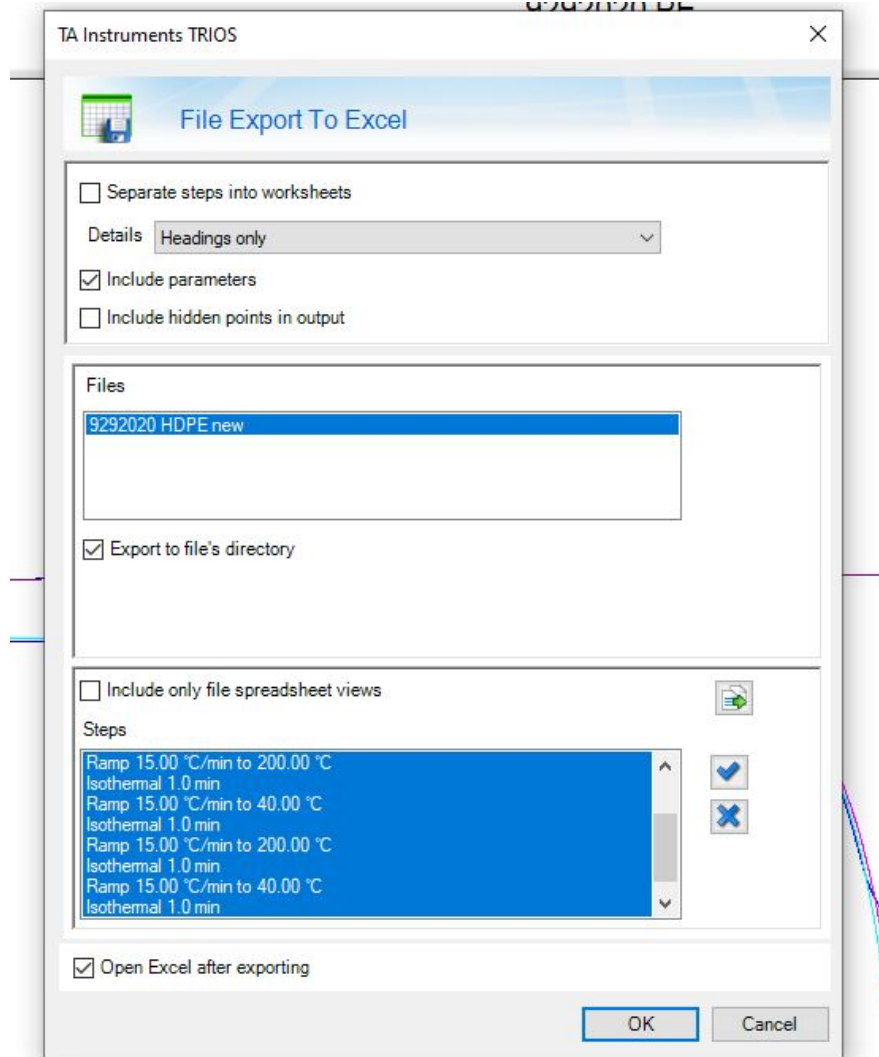 9292020 PE
TA Instruments TRIOS
File Export To Excel
Separate steps into worksheets
Details Headings only
Include parameters
Include hidden points in output
Files
9292020 HDPE new
Export to file's directory
Include only file spreadsheet views
Steps
Ramp 15.00 °C/min to 200.00 °C
Isothermal 1.0 min
Ramp 15.00 °C/min to 40.00 °C
Isothermal 1.0 min
Ramp 15.00 °C/min to 200.00 °C
Isothermal 1.0 min
Ramp 15.00 °C/min to 40.00 °C
Isothermal 1.0 min
Open Excel after exporting
OK Cancel